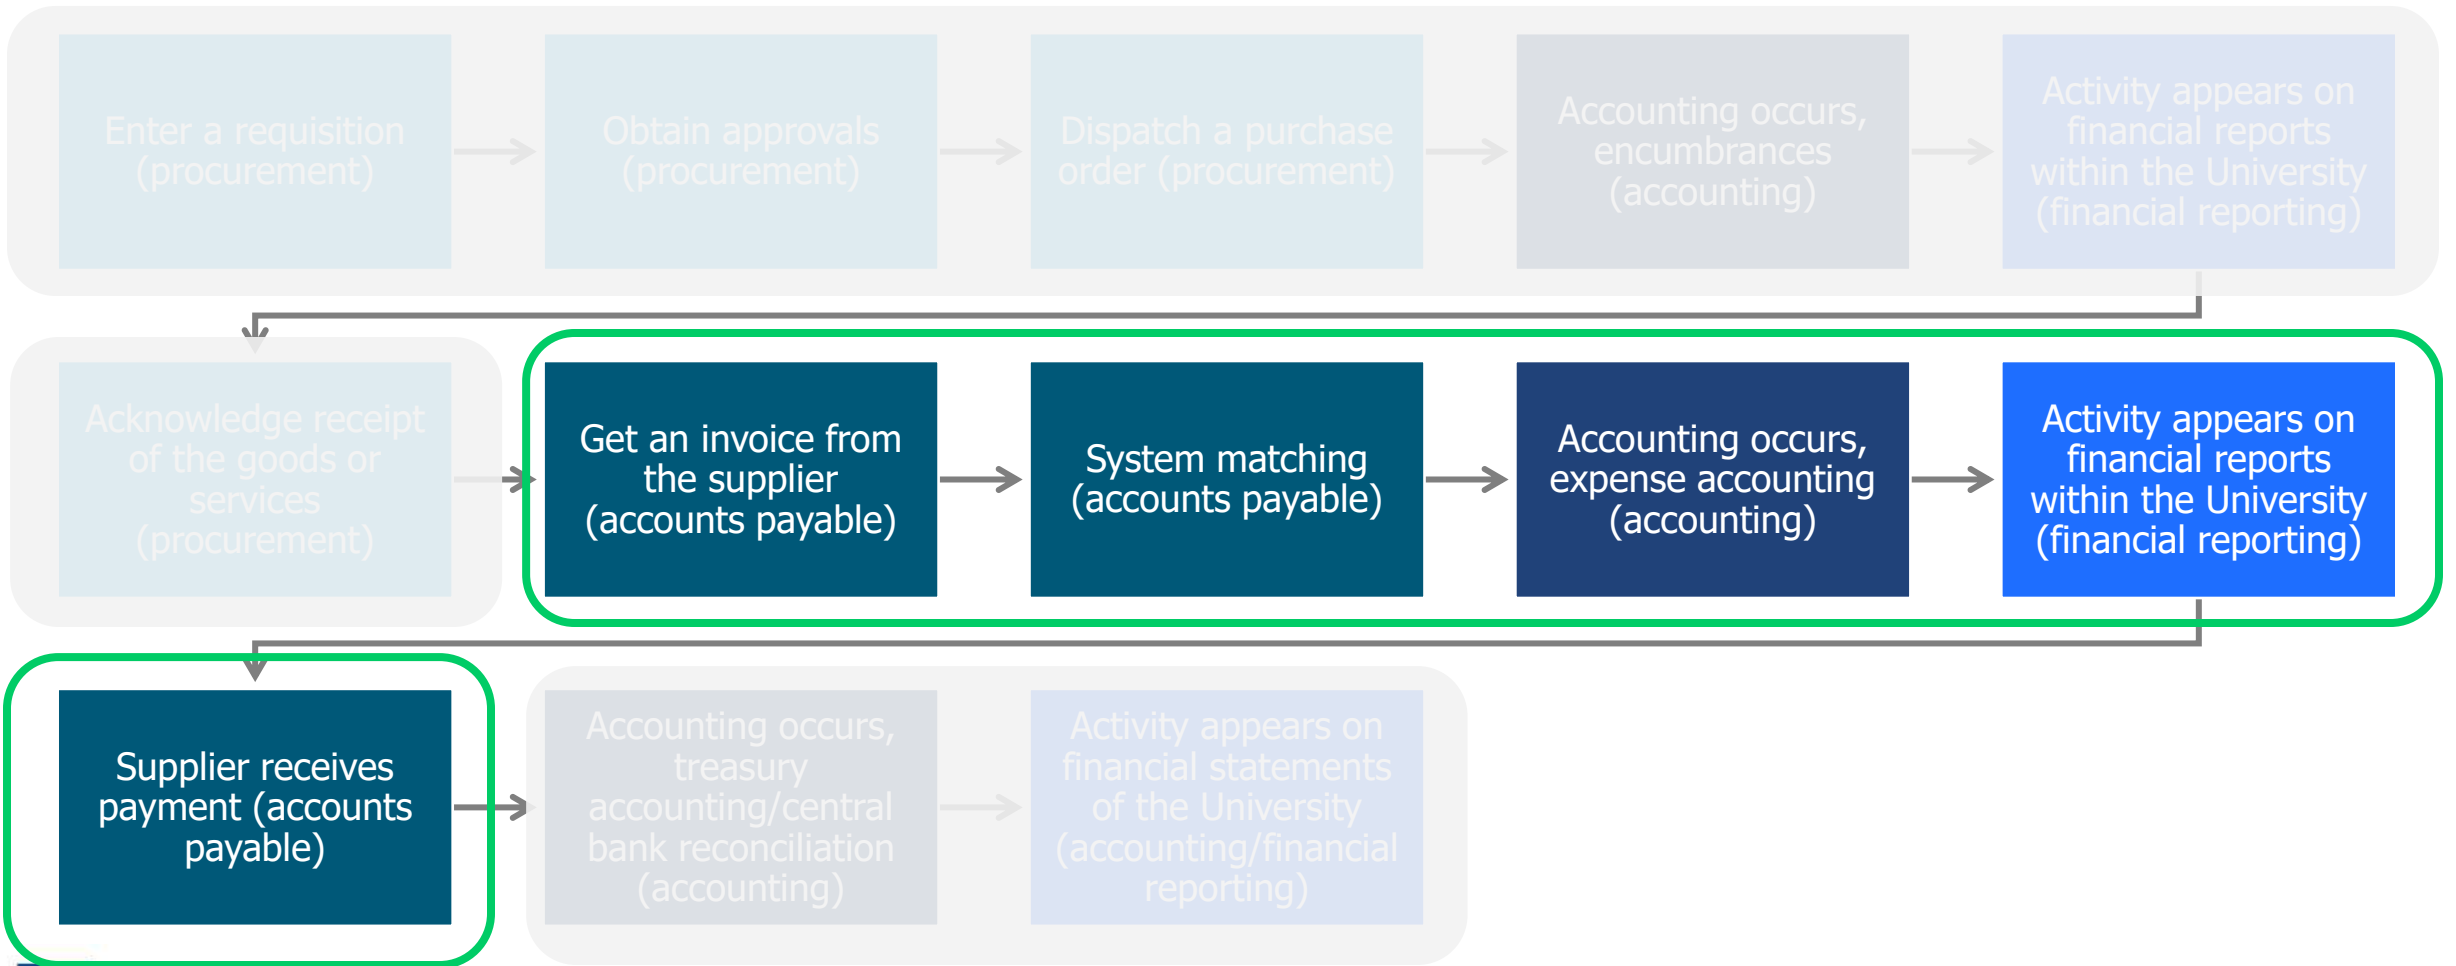 Enter a requisition
(procurement)
Obtain approvals
(procurement)
Dispatch a purchase
order (procurement)
Accounting occurs,
encumbrances
(accounting)
Activity appears on
financial reports
within the University
(financial reporting)
Acknowledge receipt
of the goods or
services
(procurement)
Get an invoice from
the supplier
(accounts payable)
System matching
(accounts payable)
Accounting occurs,
expense accounting
(accounting)
Activity appears on
financial reports
within the University
(financial reporting)
Supplier receives
payment (accounts
payable)
Accounting occurs,
treasury
accounting/central
bank reconciliation
(accounting)
Activity appears on
financial statements
of the University
(accounting/financial
reporting)